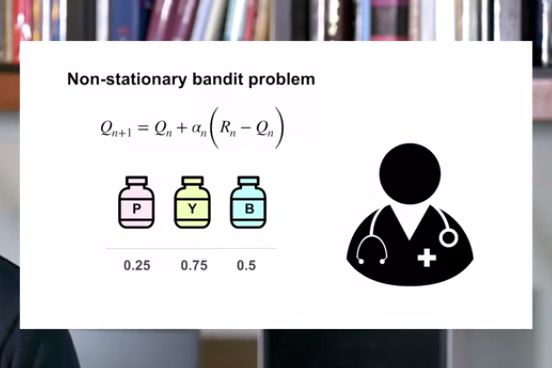 Non-stationary bandit problem
Qₙ₊₁ = Qₙ + αₙ(Rₙ − Qₙ)
P Y B
0.25 0.75 0.5